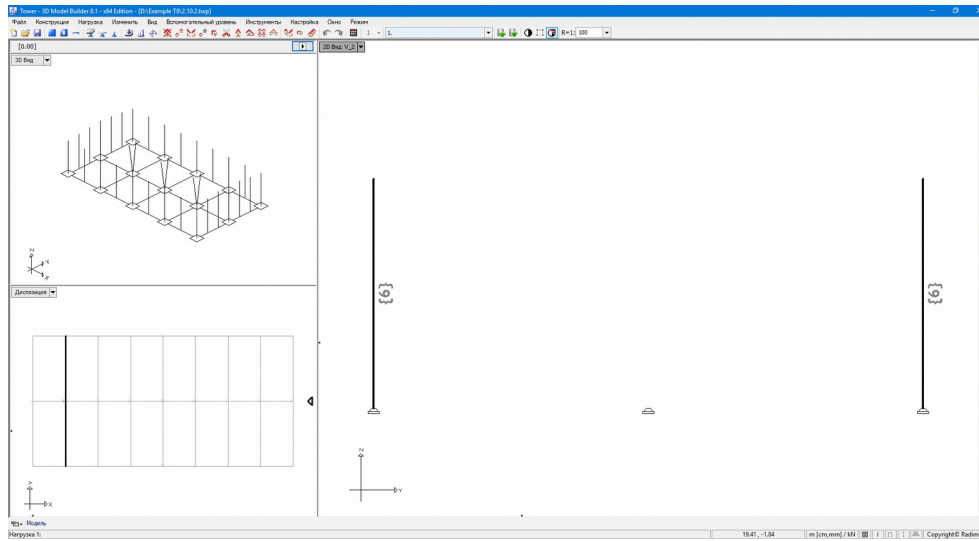 Tower - 3D Model Builder 8.1 - x64 Edition - [D:\Example T8\2.10.2.twp]
Файл Конструкция Нагрузка Изменить Вид Вспомогательный уровень Инструменты Настройка Окно Режим
1 - 1. R=1: 100
[0.00]
2D Вид: V_2
3D Вид
Z
Y
X
{6}
{6}
Диспозиция
Y
X
Z
Y
Модель
Нагрузка 1:
19.41 , -1.84 m [cm,mm] / kN Copyright© Radim